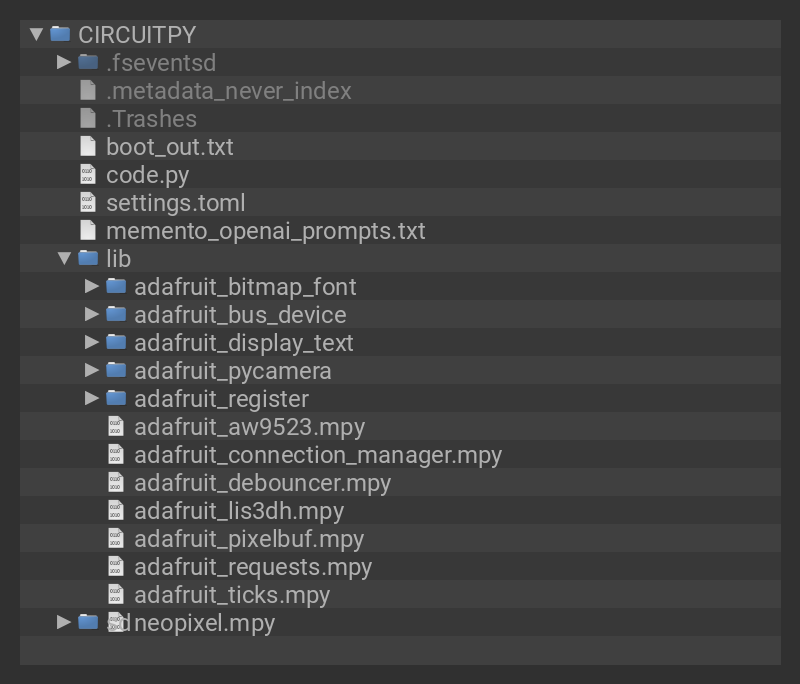 CIRCUITPY
.fseventsd
.metadata_never_index
.Trashes
boot_out.txt
code.py
settings.toml
memento_openai_prompts.txt
lib
adafruit_bitmap_font
adafruit_bus_device
adafruit_display_text
adafruit_pycamera
adafruit_register
adafruit_aw9523.mpy
adafruit_connection_manager.mpy
adafruit_debouncer.mpy
adafruit_lis3dh.mpy
adafruit_pixelbuf.mpy
adafruit_requests.mpy
adafruit_ticks.mpy
sd neopixel.mpy